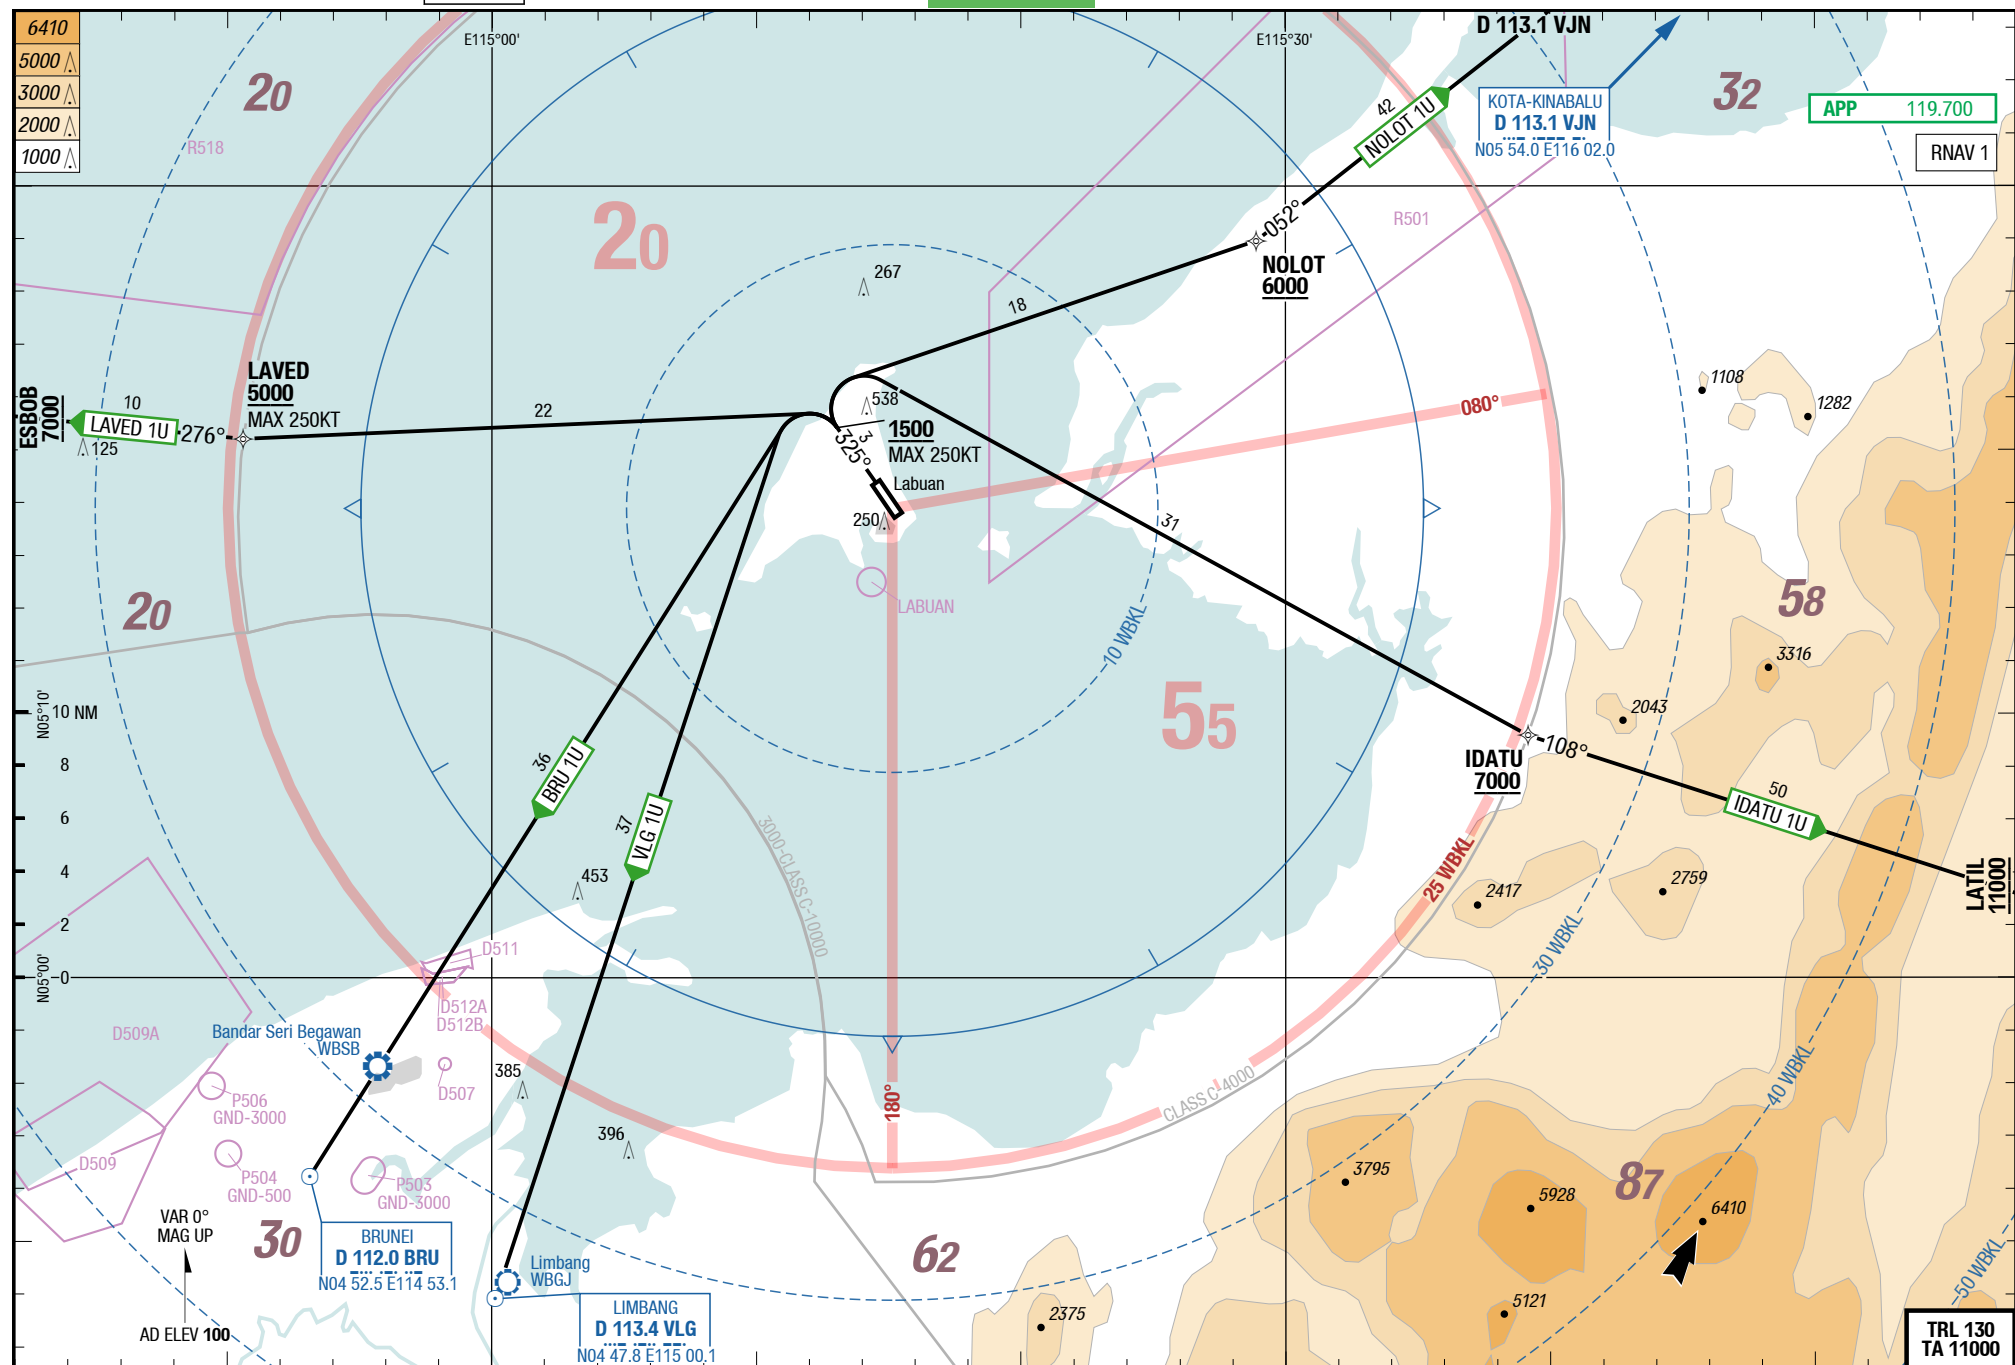 6410
5000
3000
2000
1000
E115°00'
E115°30'
D 113.1 VJN
20
R518
20
32
42
NOLOT 1U
KOTA-KINABALU
D 113.1 VJN
N05 54.0 E116 02.0
APP 119.700
RNAV 1
R501
052°
NOLOT
6000
267
18
ESBOB
7000
10
LAVED 1U
276°
125
LAVED
5000
MAX 250KT
22
538
1500
MAX 250KT
3
325°
Labuan
250
080°
1108
1282
31
LABUAN
10 WBKL
20
58
3316
2043
55
N05°10'
10 NM
8
6
4
2
0
N05°00'
IDATU
7000
108°
50
IDATU 1U
LATIL
11000
36
BRU 1U
37
VLG 1U
3000-CLASS C-10000
453
25 WBKL
2417
2759
30 WBKL
D511
D512A
D512B
D509A
Bandar Seri Begawan
WBSB
D507
P506
GND-3000
D509
P504
GND-500
P503
GND-3000
385
396
180°
CLASS C-4000
40 WBKL
3795
5928
87
6410
VAR 0°
MAG UP
30
BRUNEI
D 112.0 BRU
N04 52.5 E114 53.1
Limbang
WBGJ
62
50 WBKL
AD ELEV 100
LIMBANG
D 113.4 VLG
N04 47.8 E115 00.1
2375
5121
TRL 130
TA 11000